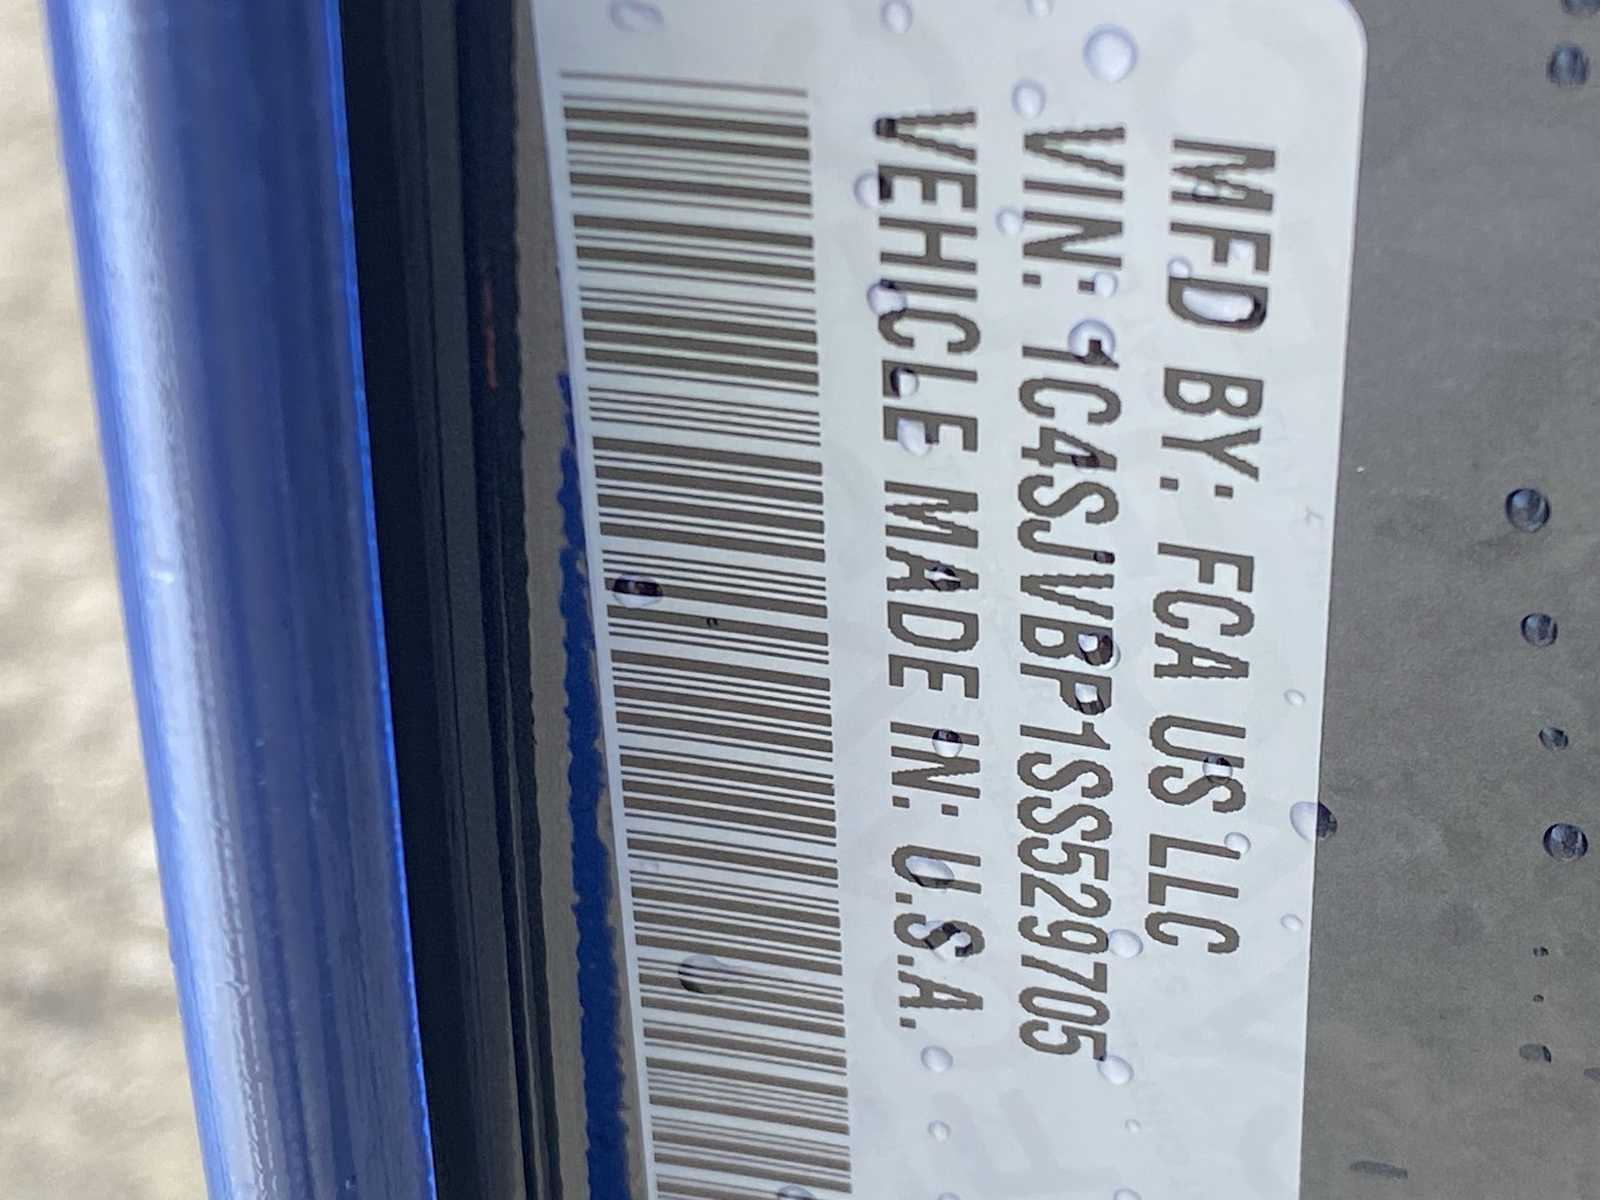 MFD BY: FCA US LLC
VIN: 1C4SJVBP1SS529705
VEHICLE MADE IN: U.S.A.